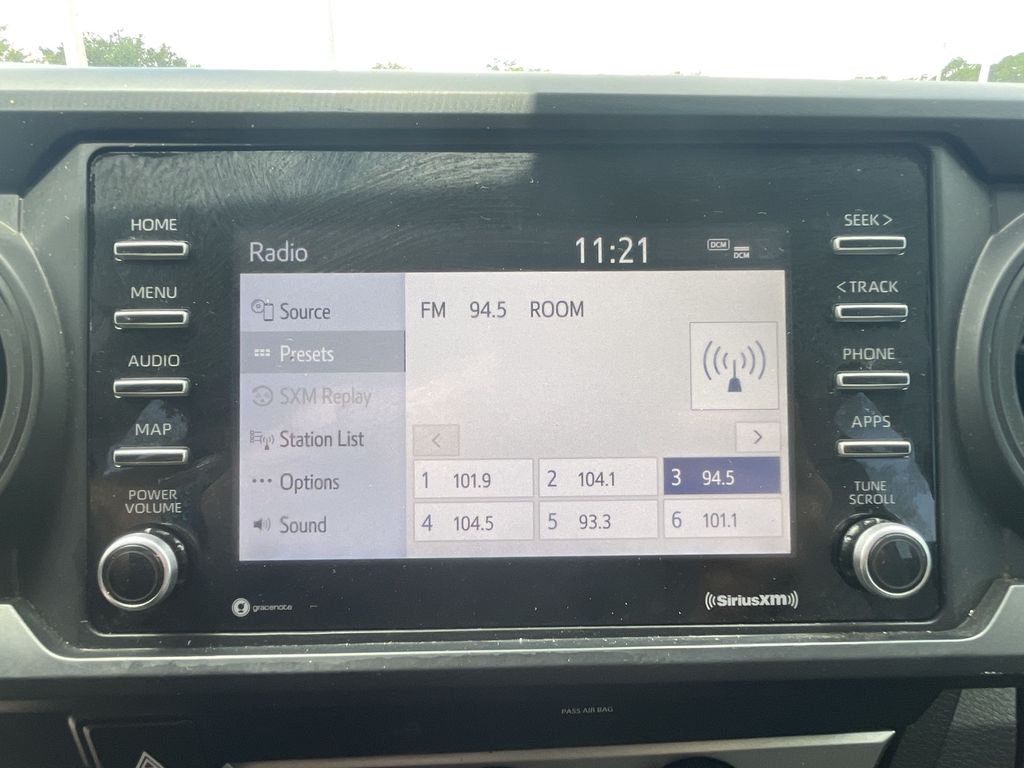 HOME
MENU
AUDIO
MAP
POWER
VOLUME
Radio
11:21
DCM
DCM
Source
Presets
SXM Replay
Station List
Options
Sound
FM 94.5 ROOM
<
>
1 101.9
2 104.1
3 94.5
4 104.5
5 93.3
6 101.1
SEEK >
< TRACK
PHONE
APPS
TUNE
SCROLL
gracenote
SiriusXM
PASS AIR BAG